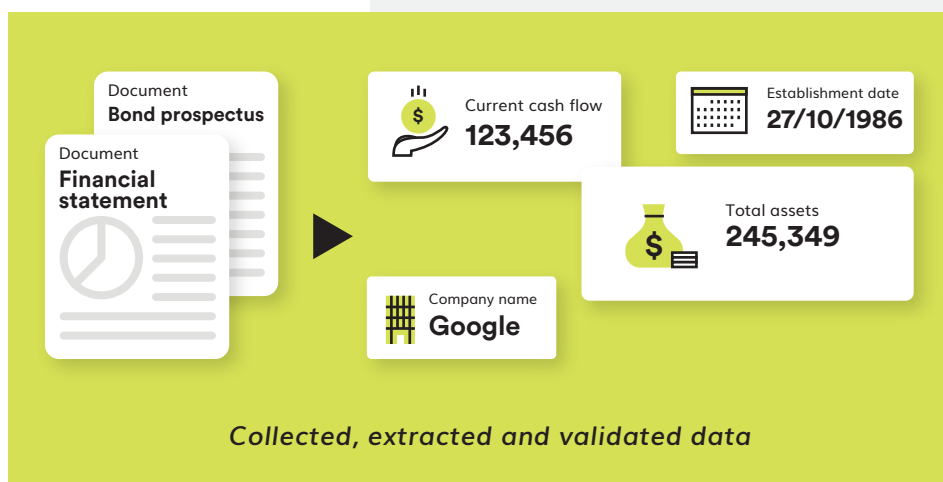 Document
Bond prospectus
Document
Financial
statement
Current cash flow
$
123,456
Establishment date
27/10/1986
Total assets
$
245,349
Company name
Google
Collected, extracted and validated data